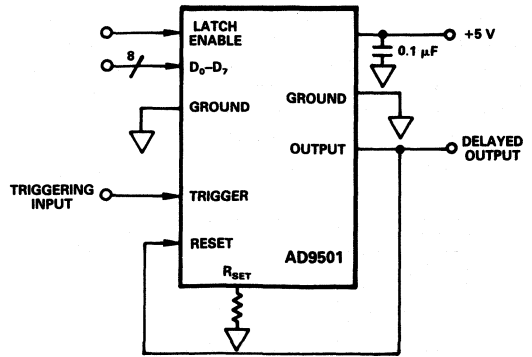 LATCH
ENABLE
+5 V
8
D0–D7
0.1 µF
GROUND
GROUND
OUTPUT
DELAYED
OUTPUT
TRIGGERING
INPUT
TRIGGER
RESET
AD9501
RSET